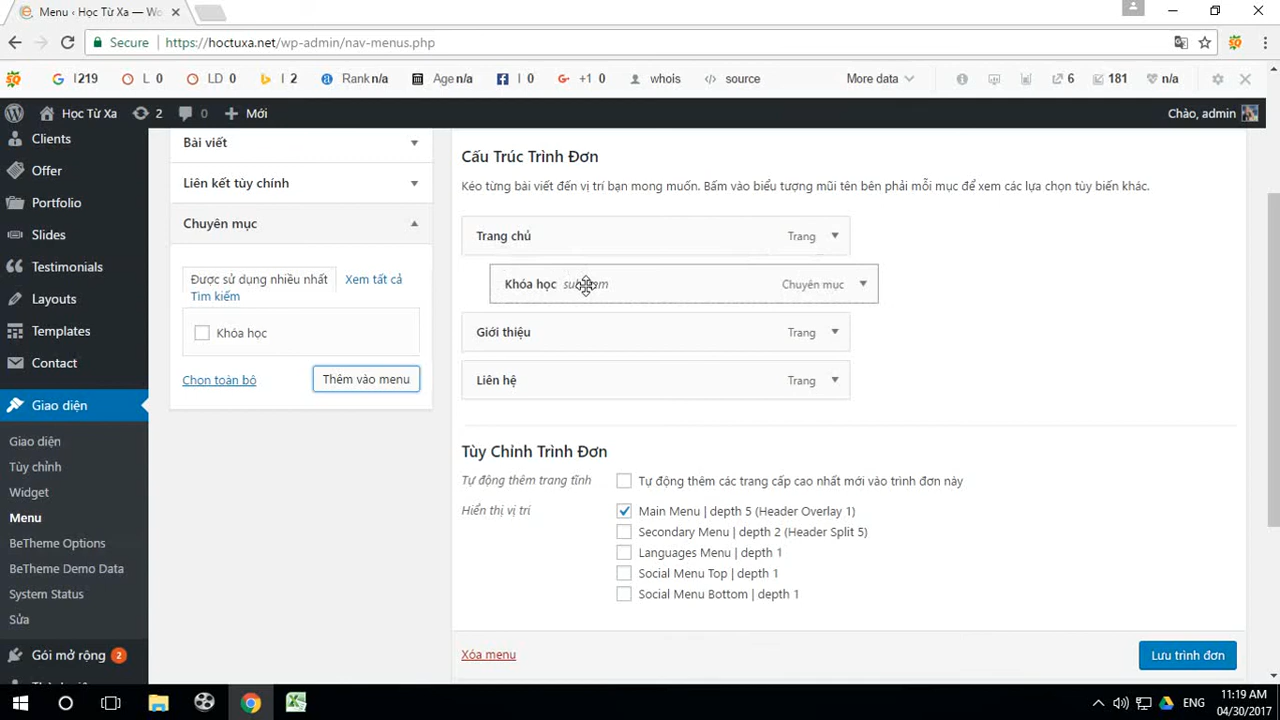 Menu ‹ Học Từ Xa — Wo
Secure https://hoctuxa.net/wp-admin/nav-menus.php
I 219 L 0 LD 0 I 2 Rank n/a Age n/a I 0 +1 0 whois source More data 6 181 n/a
Học Từ Xa 2 0 Mới Chào, admin
Clients
Offer
Portfolio
Slides
Testimonials
Layouts
Templates
Contact
Giao diện
Giao diện
Tùy chỉnh
Widget
Menu
BeTheme Options
BeTheme Demo Data
System Status
Sửa
Gói mở rộng 2
Bài viết
Liên kết tùy chỉnh
Chuyên mục
Được sử dụng nhiều nhất Xem tất cả
Tìm kiếm
Khóa học
Chọn toàn bộ Thêm vào menu
Cấu Trúc Trình Đơn
Kéo từng bài viết đến vị trí bạn mong muốn. Bấm vào biểu tượng mũi tên bên phải mỗi mục để xem các lựa chọn tùy biến khác.
Trang chủ Trang
Khóa học Chuyên mục
Giới thiệu Trang
Liên hệ Trang
Tùy Chỉnh Trình Đơn
Tự động thêm trang tĩnh Tự động thêm các trang cấp cao nhất mới vào trình đơn này
Hiển thị vị trí Main Menu | depth 5 (Header Overlay 1)
Secondary Menu | depth 2 (Header Split 5)
Languages Menu | depth 1
Social Menu Top | depth 1
Social Menu Bottom | depth 1
Xóa menu Lưu trình đơn
ENG
11:19 AM
04/30/2017